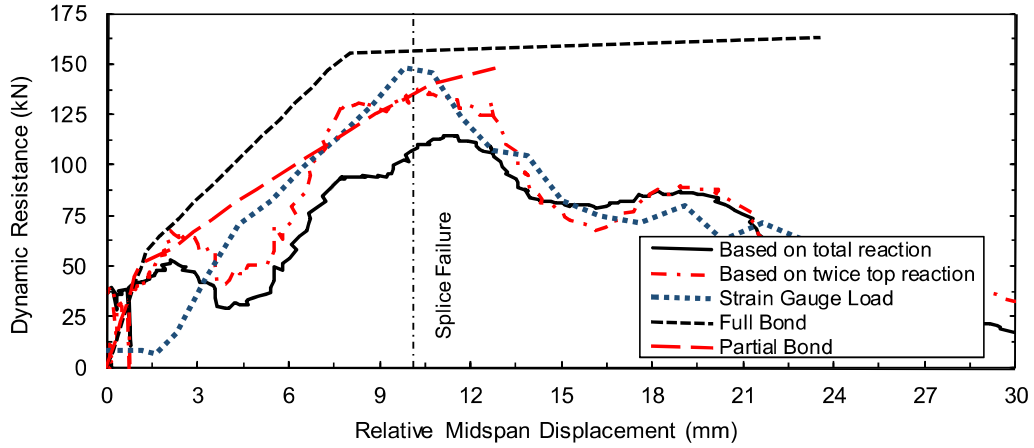 175
150
125
100
75
50
25
0
Dynamic Resistance (kN)
Splice Failure
Based on total reaction
Based on twice top reaction
Strain Gauge Load
Full Bond
Partial Bond
0 3 6 9 12 15 18 21 24 27 30
Relative Midspan Displacement (mm)